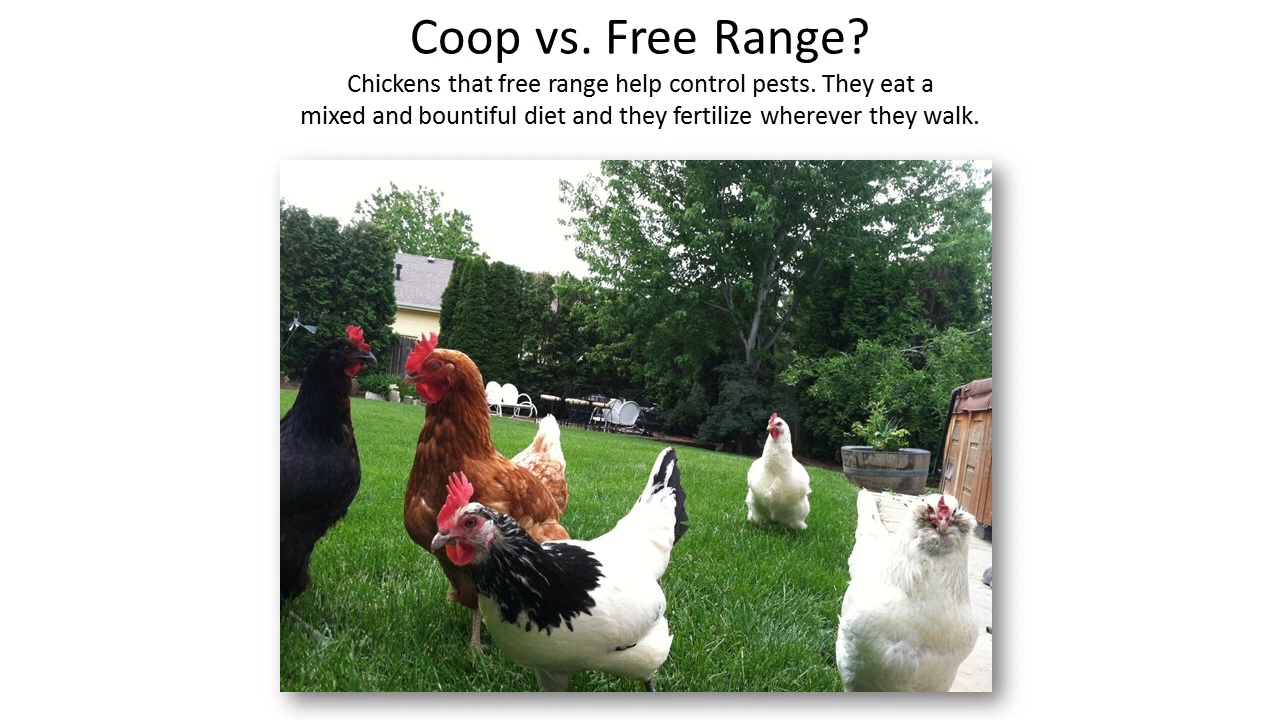 Coop vs. Free Range?
Chickens that free range help control pests. They eat a
mixed and bountiful diet and they fertilize wherever they walk.